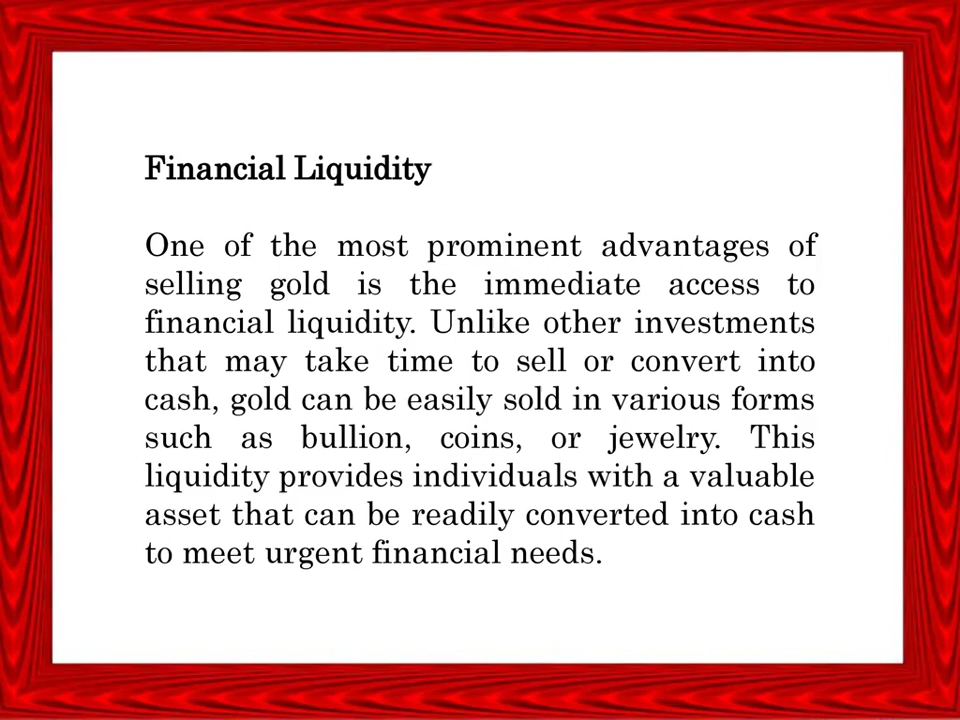 Financial Liquidity
One of the most prominent advantages of
selling gold is the immediate access to
financial liquidity. Unlike other investments
that may take time to sell or convert into
cash, gold can be easily sold in various forms
such as bullion, coins, or jewelry. This
liquidity provides individuals with a valuable
asset that can be readily converted into cash
to meet urgent financial needs.